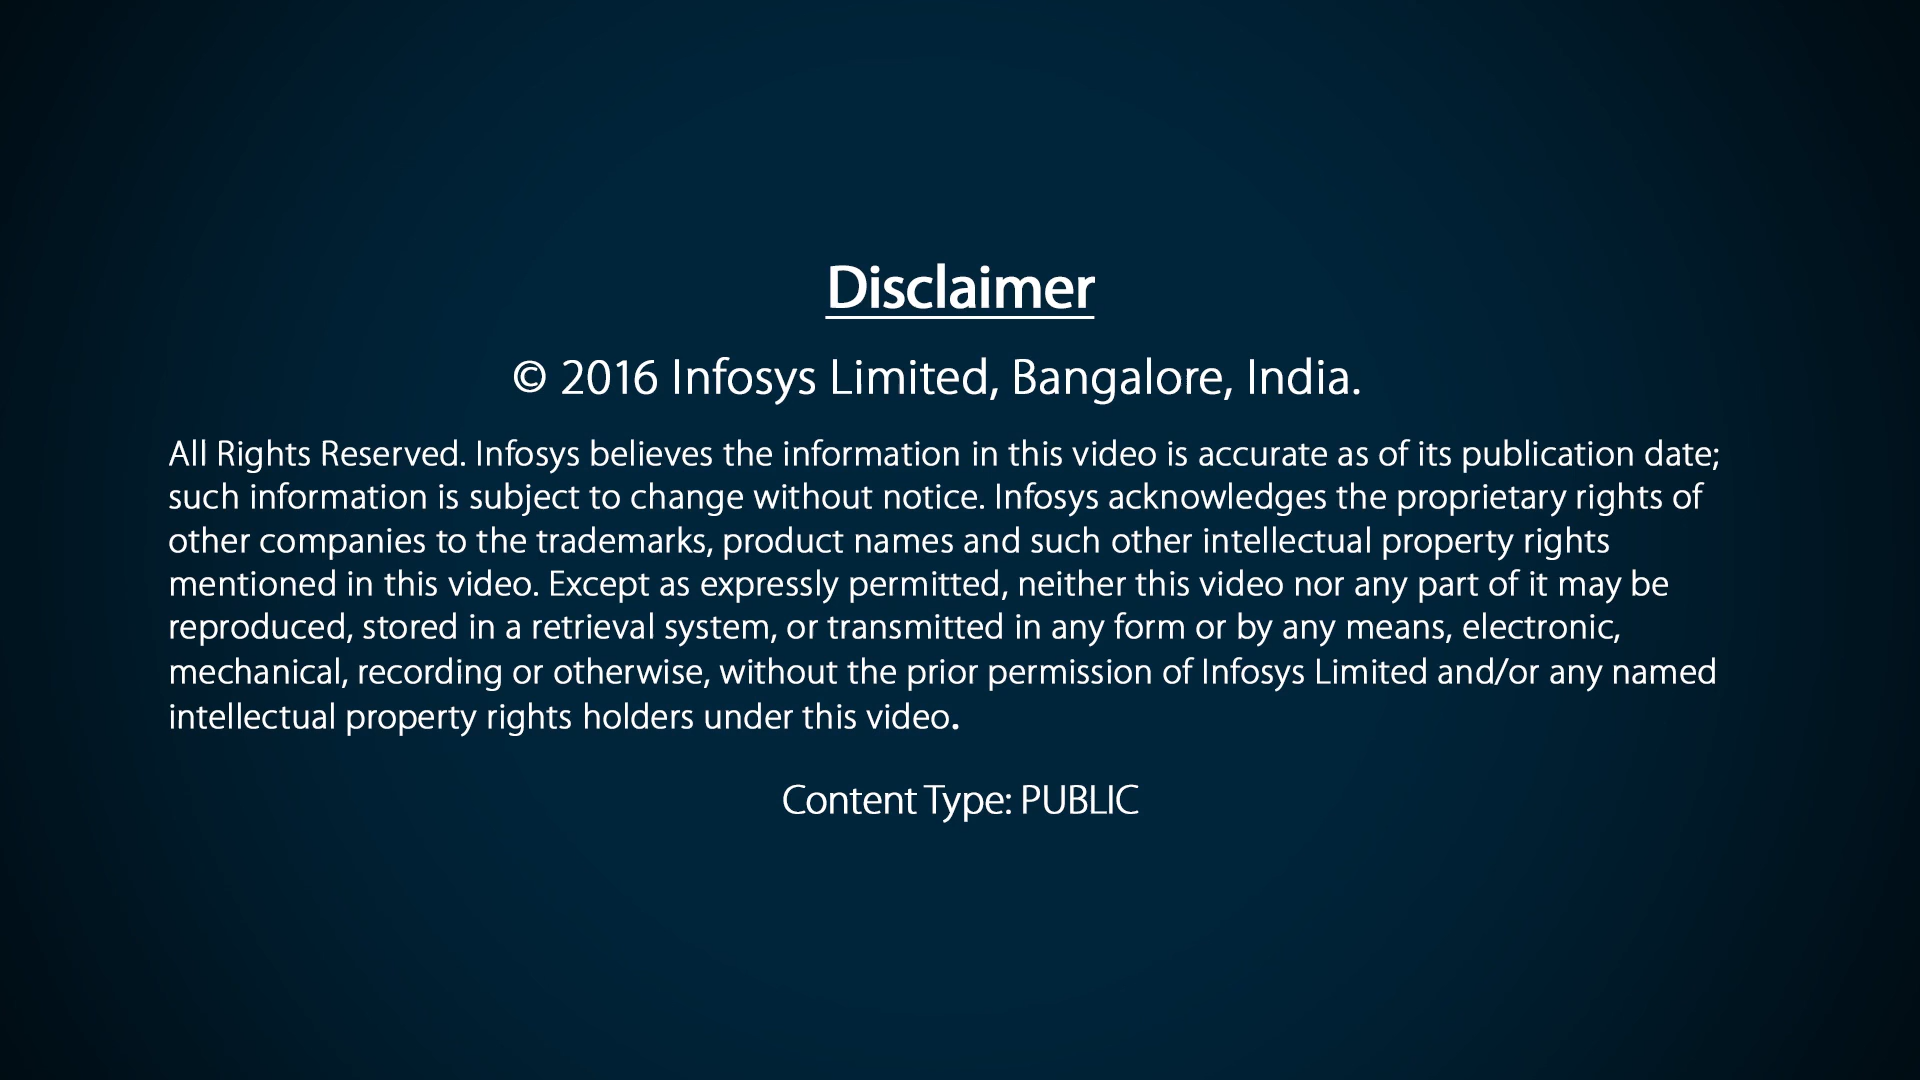 Disclaimer
© 2016 Infosys Limited, Bangalore, India.
All Rights Reserved. Infosys believes the information in this video is accurate as of its publication date;
such information is subject to change without notice. Infosys acknowledges the proprietary rights of
other companies to the trademarks, product names and such other intellectual property rights
mentioned in this video. Except as expressly permitted, neither this video nor any part of it may be
reproduced, stored in a retrieval system, or transmitted in any form or by any means, electronic,
mechanical, recording or otherwise, without the prior permission of Infosys Limited and/or any named
intellectual property rights holders under this video.
Content Type: PUBLIC